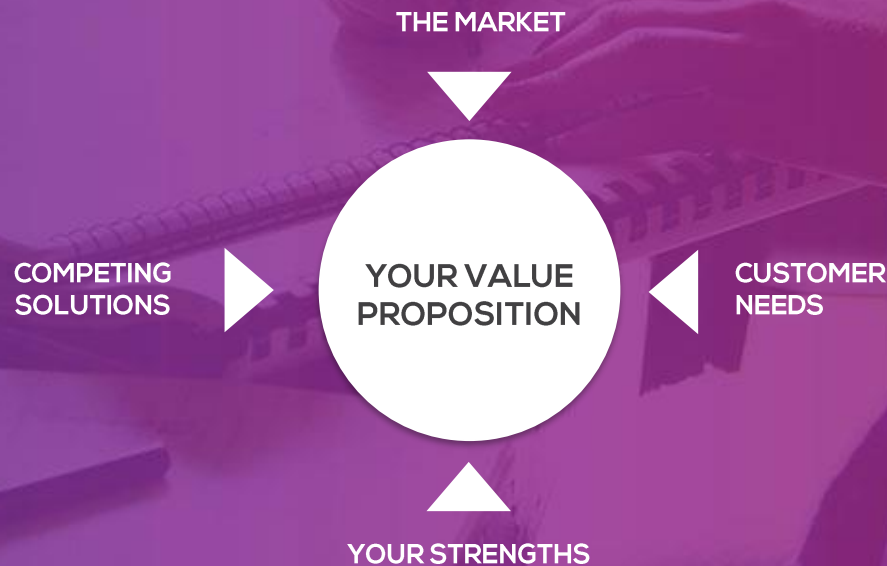 THE MARKET
COMPETING
SOLUTIONS
YOUR VALUE
PROPOSITION
CUSTOMER
NEEDS
YOUR STRENGTHS